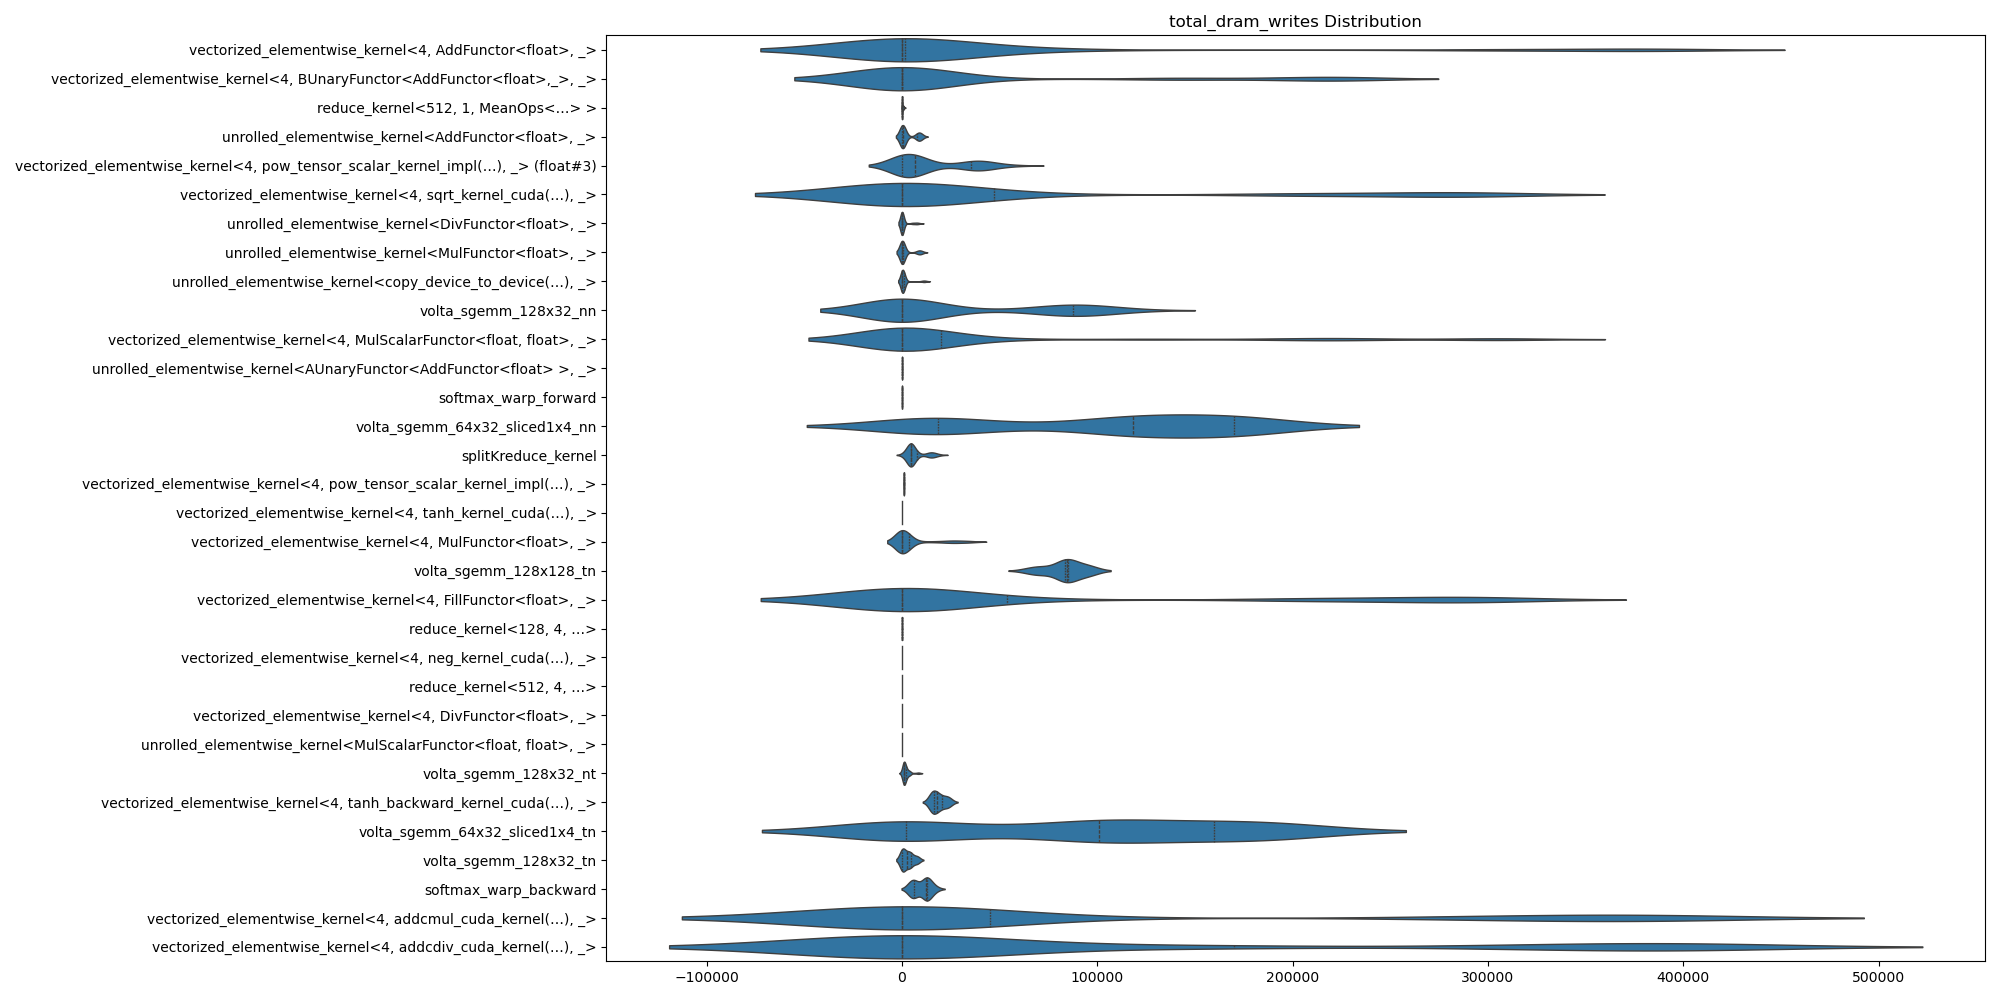 total_dram_writes Distribution
vectorized_elementwise_kernel<4, AddFunctor<float>, _>
vectorized_elementwise_kernel<4, BUnaryFunctor<AddFunctor<float>,_>, _>
reduce_kernel<512, 1, MeanOps<...> >
unrolled_elementwise_kernel<AddFunctor<float>, _>
vectorized_elementwise_kernel<4, pow_tensor_scalar_kernel_impl(...), _> (float#3)
vectorized_elementwise_kernel<4, sqrt_kernel_cuda(...), _>
unrolled_elementwise_kernel<DivFunctor<float>, _>
unrolled_elementwise_kernel<MulFunctor<float>, _>
unrolled_elementwise_kernel<copy_device_to_device(...), _>
volta_sgemm_128x32_nn
vectorized_elementwise_kernel<4, MulScalarFunctor<float, float>, _>
unrolled_elementwise_kernel<AUnaryFunctor<AddFunctor<float> >, _>
softmax_warp_forward
volta_sgemm_64x32_sliced1x4_nn
splitKreduce_kernel
vectorized_elementwise_kernel<4, pow_tensor_scalar_kernel_impl(...), _>
vectorized_elementwise_kernel<4, tanh_kernel_cuda(...), _>
vectorized_elementwise_kernel<4, MulFunctor<float>, _>
volta_sgemm_128x128_tn
vectorized_elementwise_kernel<4, FillFunctor<float>, _>
reduce_kernel<128, 4, ...>
vectorized_elementwise_kernel<4, neg_kernel_cuda(...), _>
reduce_kernel<512, 4, ...>
vectorized_elementwise_kernel<4, DivFunctor<float>, _>
unrolled_elementwise_kernel<MulScalarFunctor<float, float>, _>
volta_sgemm_128x32_nt
vectorized_elementwise_kernel<4, tanh_backward_kernel_cuda(...), _>
volta_sgemm_64x32_sliced1x4_tn
volta_sgemm_128x32_tn
softmax_warp_backward
vectorized_elementwise_kernel<4, addcmul_cuda_kernel(...), _>
vectorized_elementwise_kernel<4, addcdiv_cuda_kernel(...), _>
−100000 0 100000 200000 300000 400000 500000